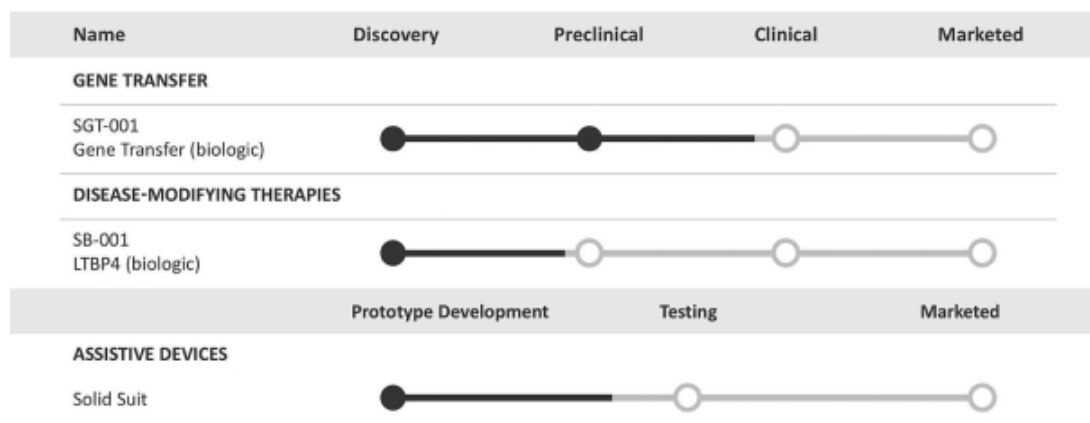 Name Discovery Preclinical Clinical Marketed
GENE TRANSFER
SGT-001
Gene Transfer (biologic)
DISEASE-MODIFYING THERAPIES
SB-001
LTBP4 (biologic)
Prototype Development Testing Marketed
ASSISTIVE DEVICES
Solid Suit